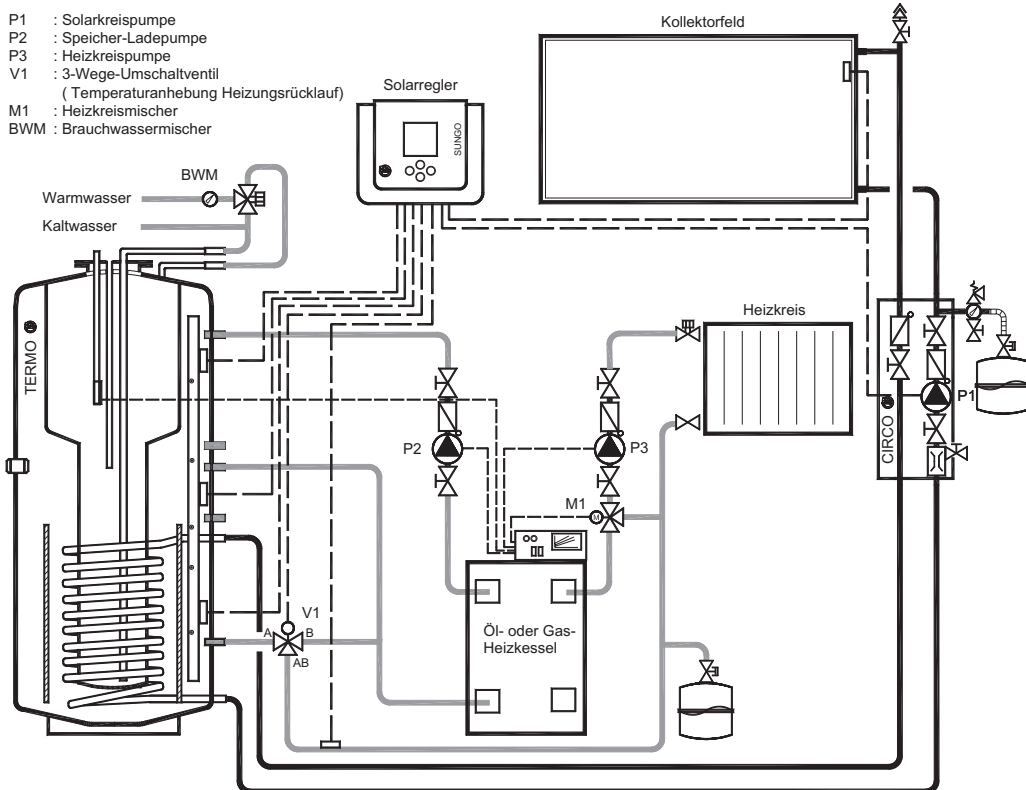 P1 : Solarkreispumpe
P2 : Speicher-Ladepumpe
P3 : Heizkreispumpe
V1 : 3-Wege-Umschaltventil
( Temperaturanhebung Heizungsrücklauf)
M1 : Heizkreismischer
BWM : Brauchwassermischer
Solarregler
Kollektorfeld
SUNGO
BWM
Warmwasser
Kaltwasser
TERMO
Heizkreis
P1
P2
P3
CIRCO
M1
M
V1
A
B
AB
Öl- oder Gas-
Heizkessel